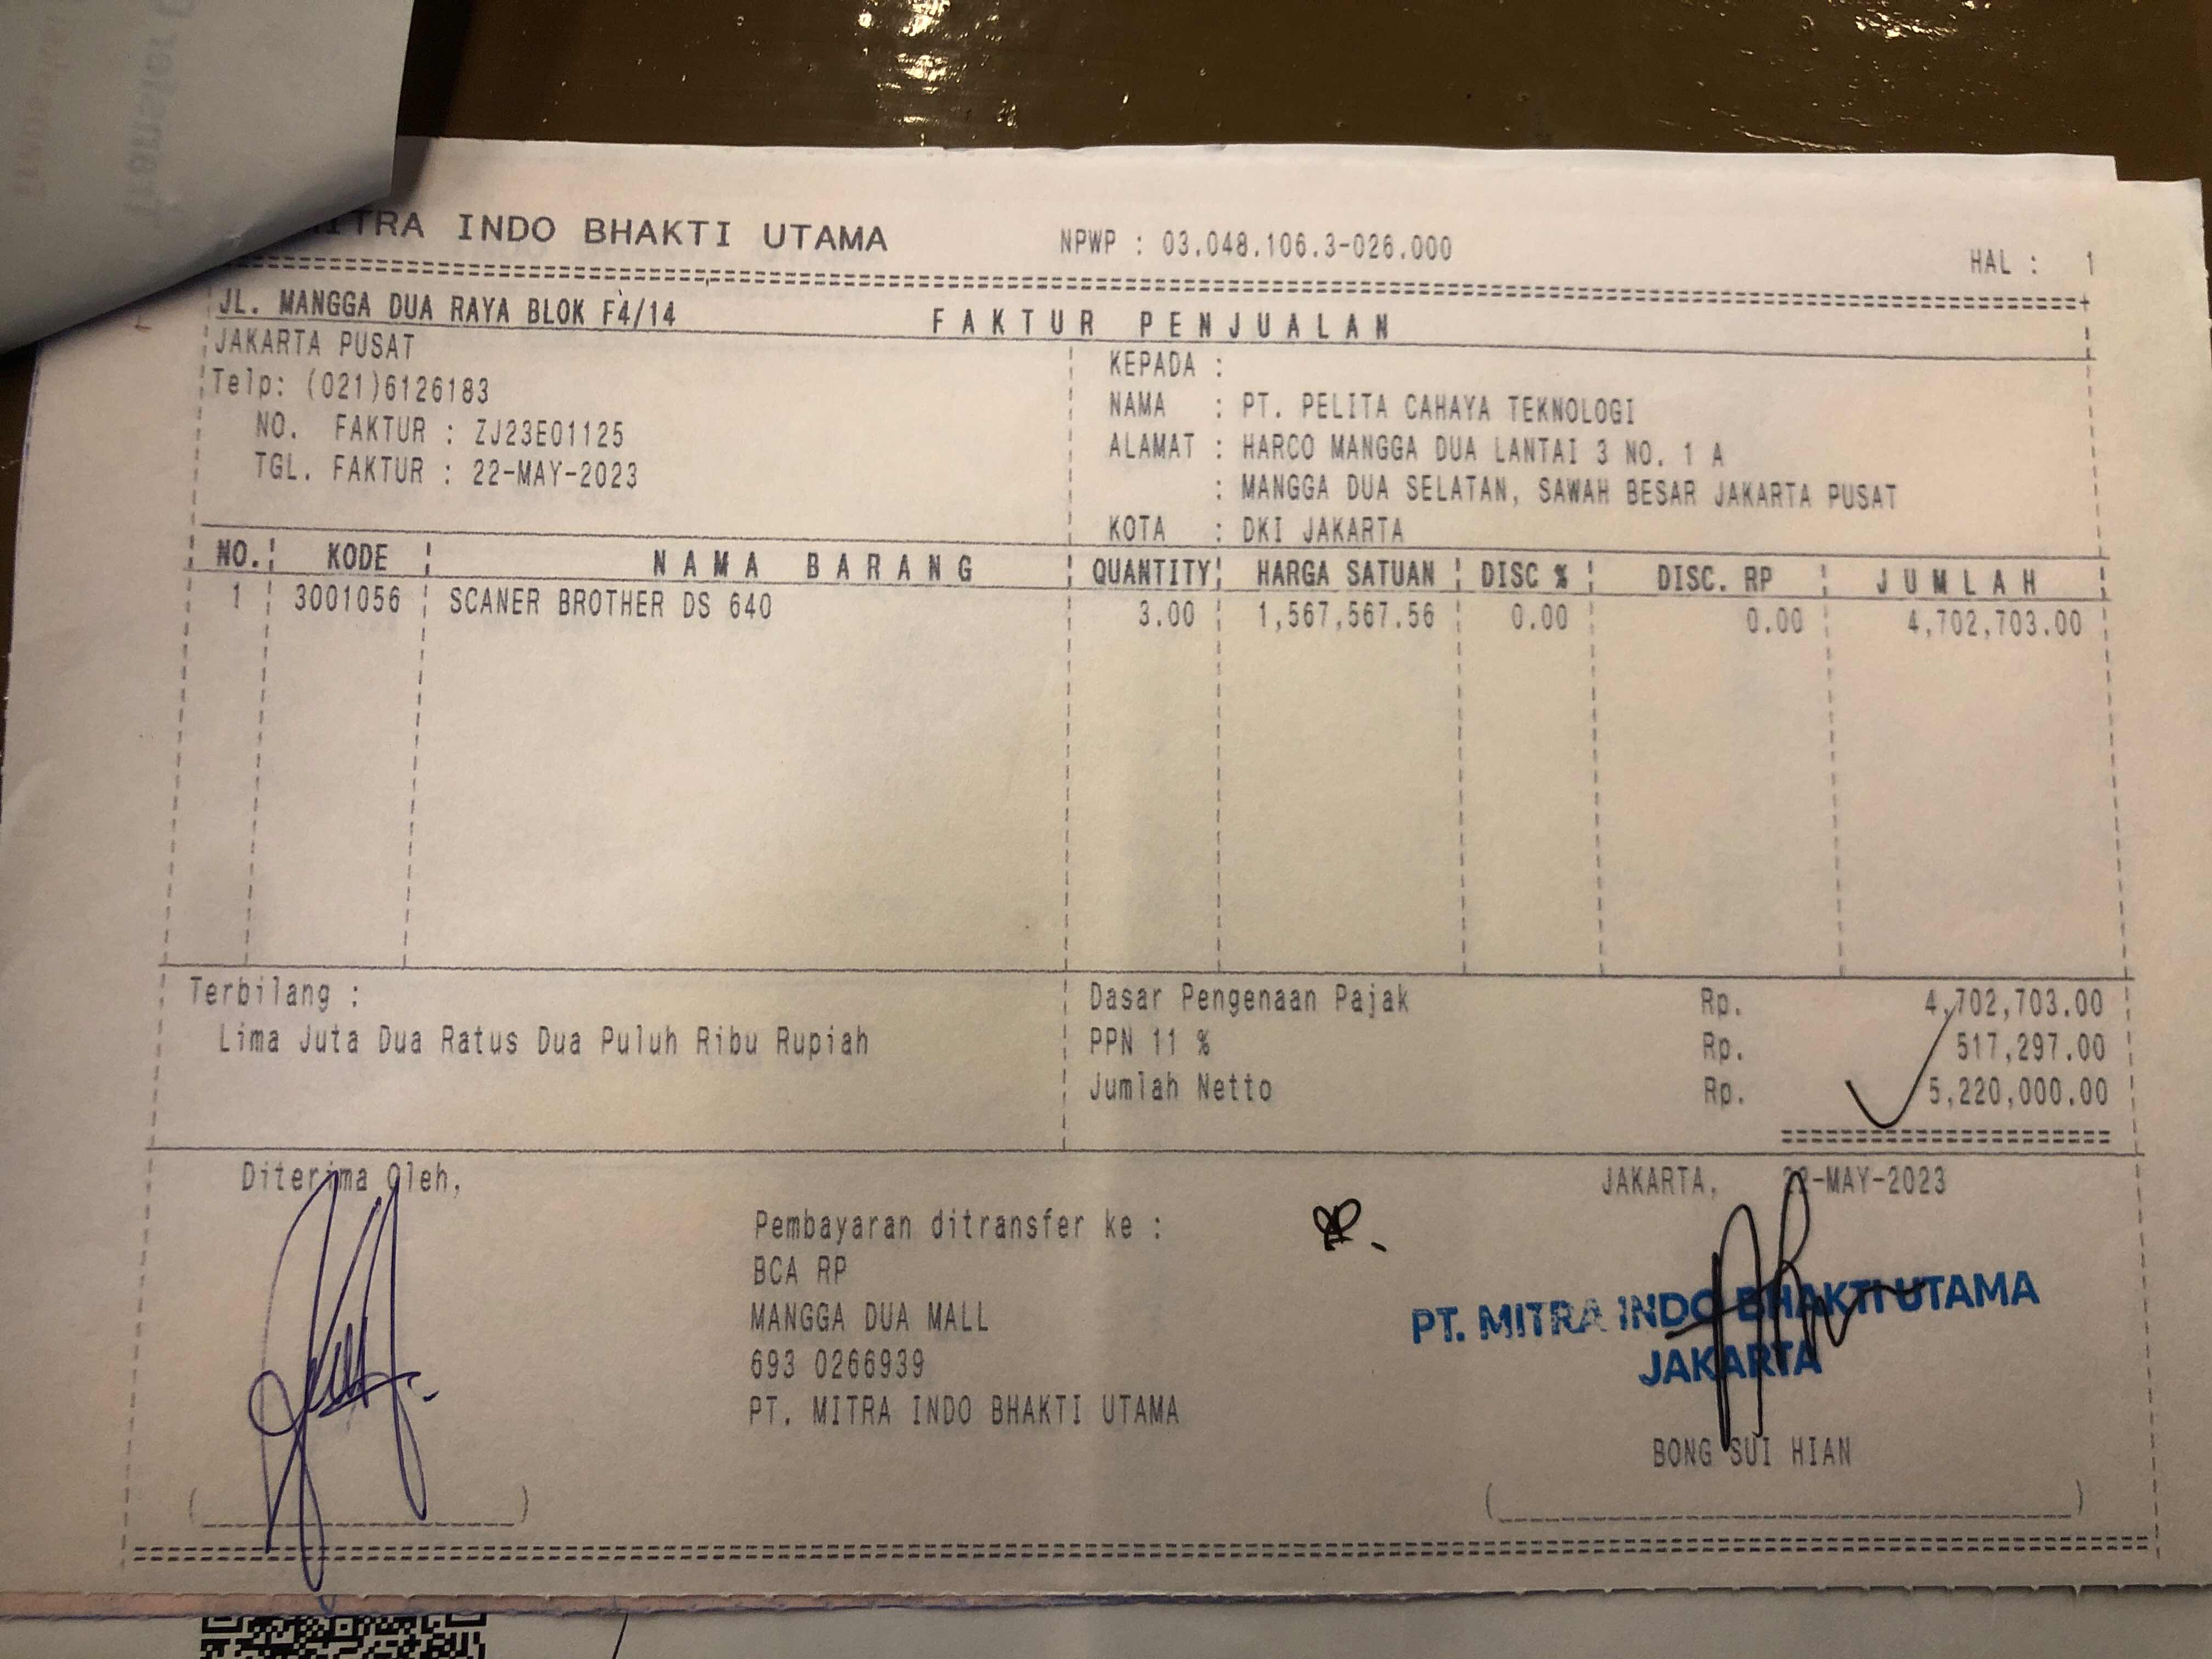 MITRA INDO BHAKTI UTAMA NPWP : 03.048.106.3-026.000 HAL : 1
JL. MANGGA DUA RAYA BLOK F4/14 FAKTUR PENJUALAN
JAKARTA PUSAT KEPADA :
Telp: (021)6126183 NAMA : PT. PELITA CAHAYA TEKNOLOGI
NO. FAKTUR : ZJ23E01125 ALAMAT : HARCO MANGGA DUA LANTAI 3 NO. 1 A
TGL. FAKTUR : 22-MAY-2023 : MANGGA DUA SELATAN, SAWAH BESAR JAKARTA PUSAT
KOTA : DKI JAKARTA
NO. KODE NAMA BARANG QUANTITY HARGA SATUAN DISC % DISC. RP JUMLAH
1 3001056 SCANER BROTHER DS 640 3.00 1,567,567.56 0.00 0.00 4,702,703.00
Terbilang : Dasar Pengenaan Pajak Rp. 4,702,703.00
Lima Juta Dua Ratus Dua Puluh Ribu Rupiah PPN 11 % Rp. 517,297.00
Jumlah Netto Rp. 5,220,000.00
Diterima Oleh, JAKARTA, 22-MAY-2023
Pembayaran ditransfer ke :
BCA RP
MANGGA DUA MALL
693 0266939
PT. MITRA INDO BHAKTI UTAMA
PT. MITRA INDO BHAKTI UTAMA
JAKARTA
BONG SUI HIAN